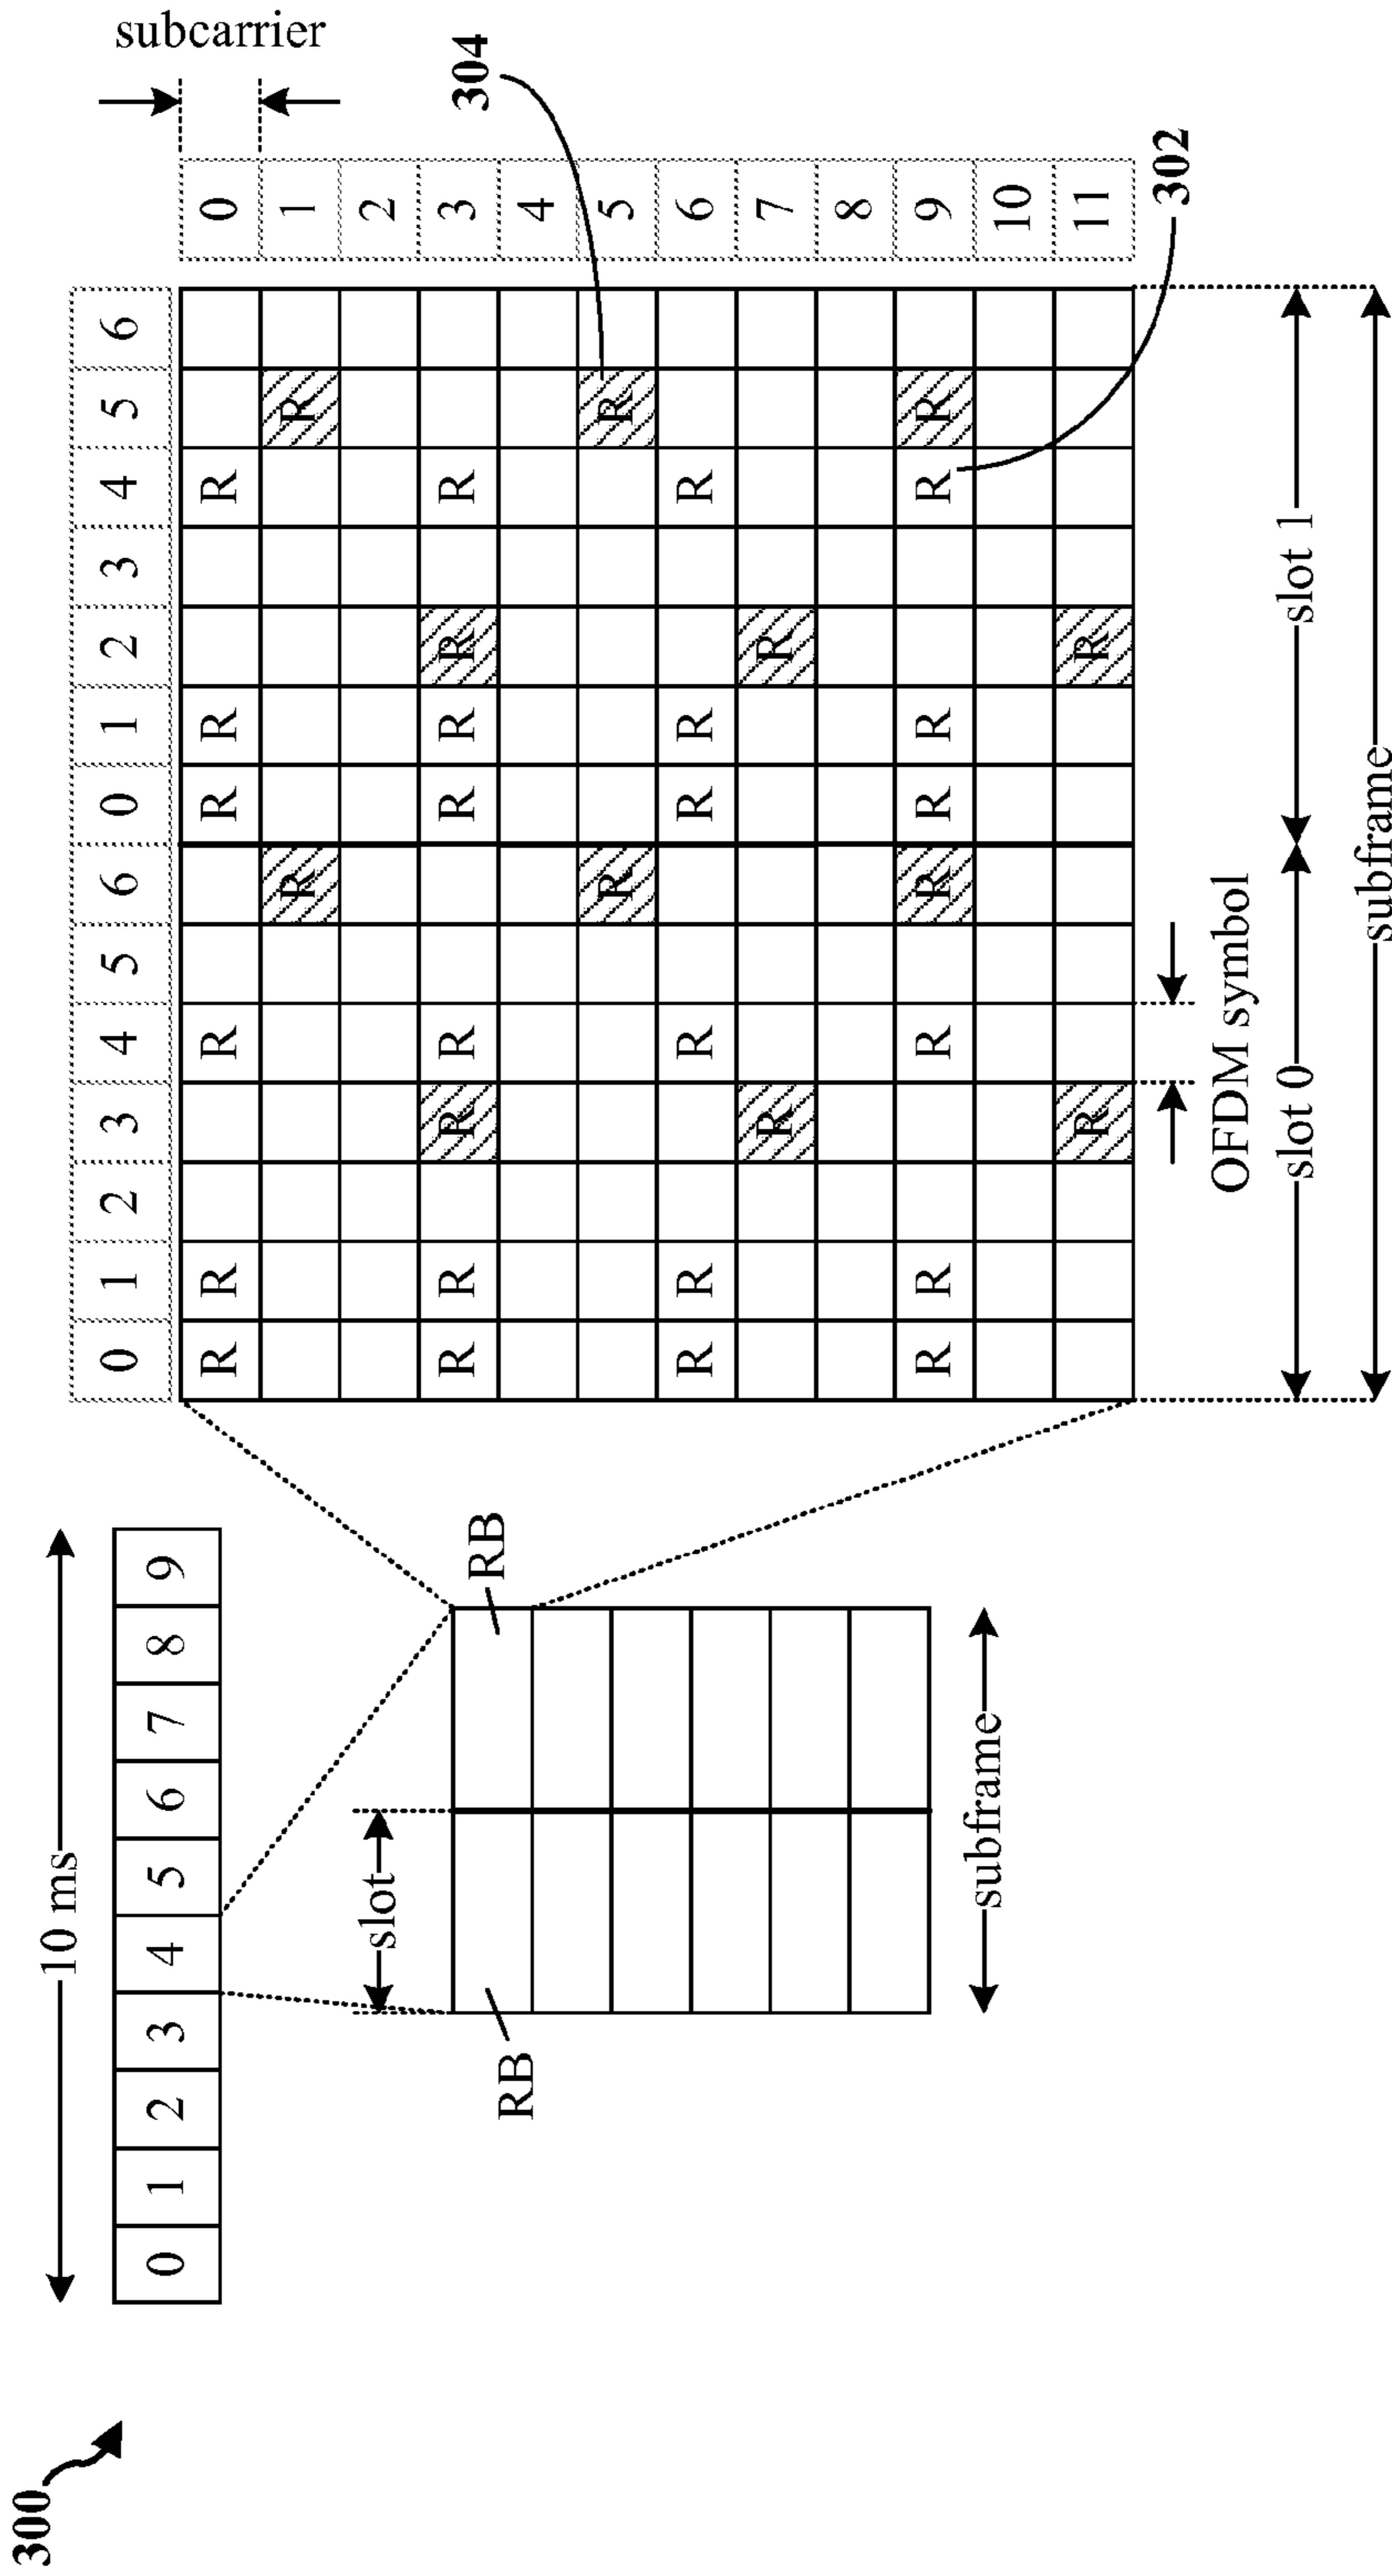 300
10 ms
0 1 2 3 4 5 6 7 8 9
slot
RB
RB
subframe
subcarrier
0 1 2 3 4 5 6 0 1 2 3 4 5 6
R R R R R R 0
R R 1
2
R R R R R R R R 3
4
R R 5
R R R R R R 6
R R 7
8
R R R R R R R R 9
10
R R 11
304
302
OFDM symbol
slot 0
slot 1
subframe